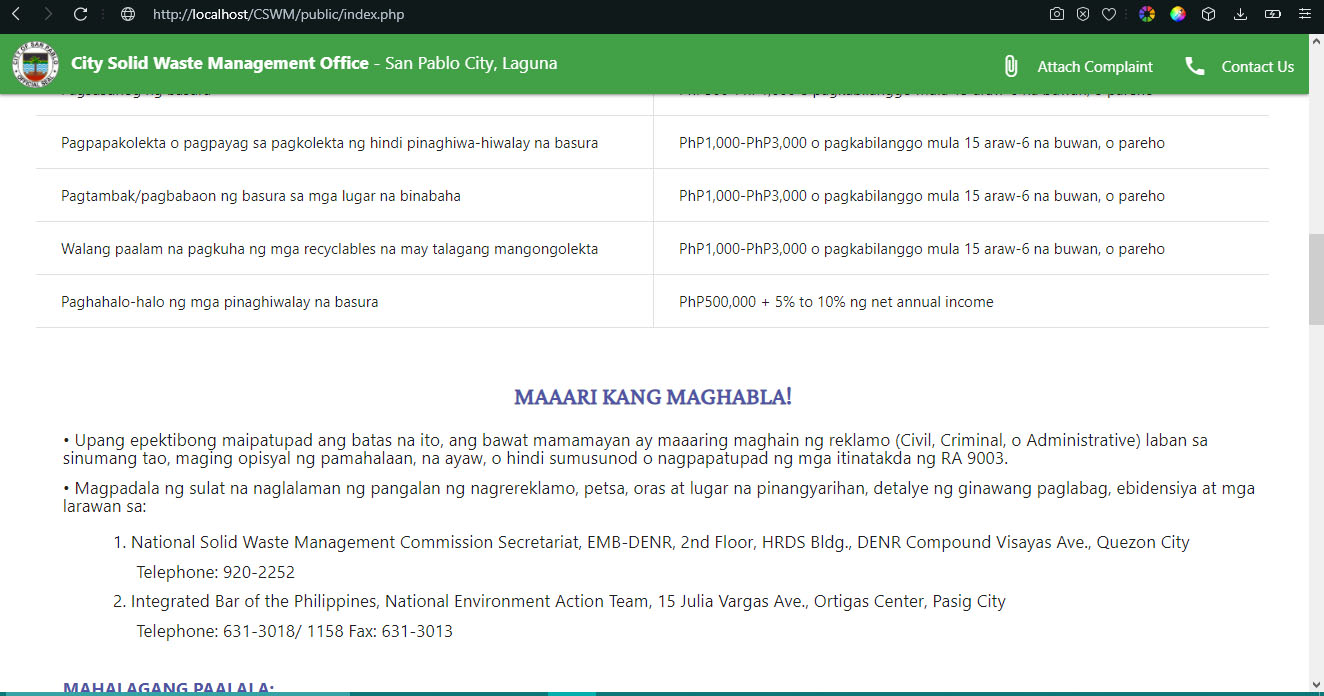 http://localhost/CSWM/public/index.php
City Solid Waste Management Office - San Pablo City, Laguna
Attach Complaint
Contact Us
Pagpapakolekta o pagpayag sa pagkolekta ng hindi pinaghiwa-hiwalay na basura
PhP1,000-PhP3,000 o pagkabilanggo mula 15 araw-6 na buwan, o pareho
Pagtambak/pagbabaon ng basura sa mga lugar na binabaha
PhP1,000-PhP3,000 o pagkabilanggo mula 15 araw-6 na buwan, o pareho
Walang paalam na pagkuha ng mga recyclables na may talagang mangongolekta
PhP1,000-PhP3,000 o pagkabilanggo mula 15 araw-6 na buwan, o pareho
Paghahalo-halo ng mga pinaghiwalay na basura
PhP500,000 + 5% to 10% ng net annual income
MAAARI KANG MAGHABLA!
• Upang epektibong maipatupad ang batas na ito, ang bawat mamamayan ay maaaring maghain ng reklamo (Civil, Criminal, o Administrative) laban sa
sinumang tao, maging opisyal ng pamahalaan, na ayaw, o hindi sumusunod o nagpapatupad ng mga itinatakda ng RA 9003.
• Magpadala ng sulat na naglalaman ng pangalan ng nagrereklamo, petsa, oras at lugar na pinangyarihan, detalye ng ginawang paglabag, ebidensiya at mga
larawan sa:
1. National Solid Waste Management Commission Secretariat, EMB-DENR, 2nd Floor, HRDS Bldg., DENR Compound Visayas Ave., Quezon City
Telephone: 920-2252
2. Integrated Bar of the Philippines, National Environment Action Team, 15 Julia Vargas Ave., Ortigas Center, Pasig City
Telephone: 631-3018/ 1158 Fax: 631-3013
MAHALAGANG PAALALA: